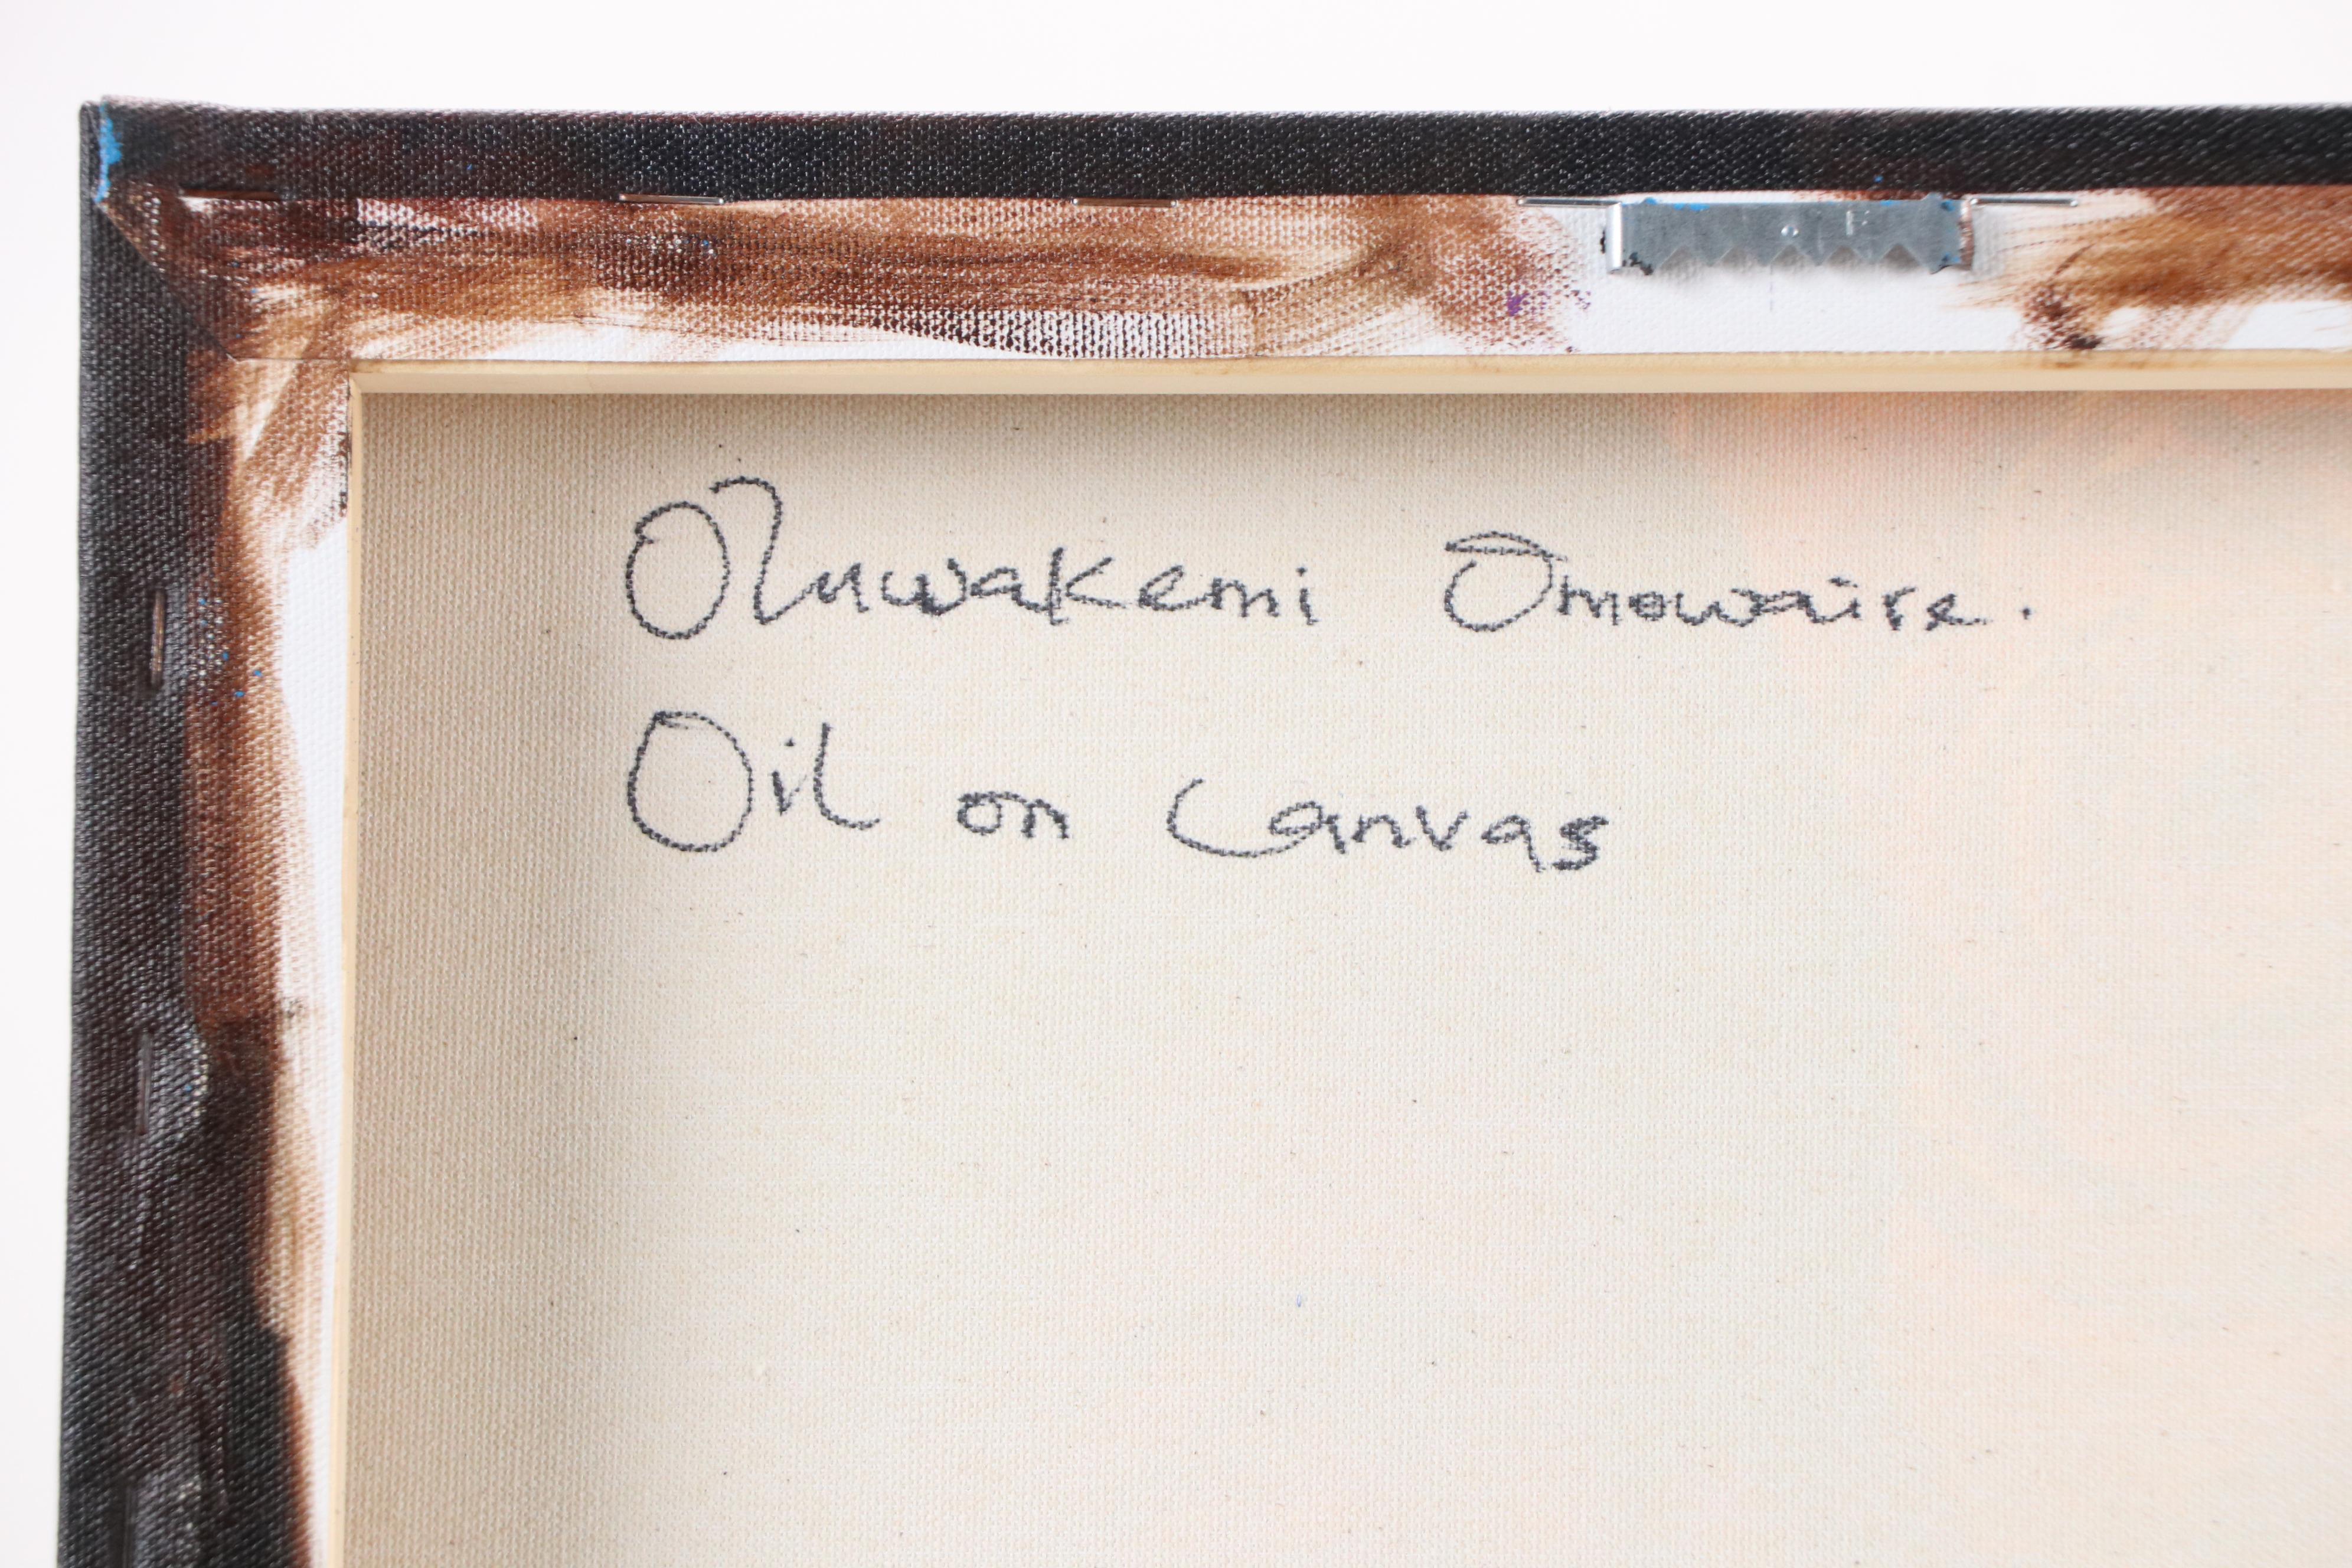 Oluwakemi Omowaire.
Oil on Canvas